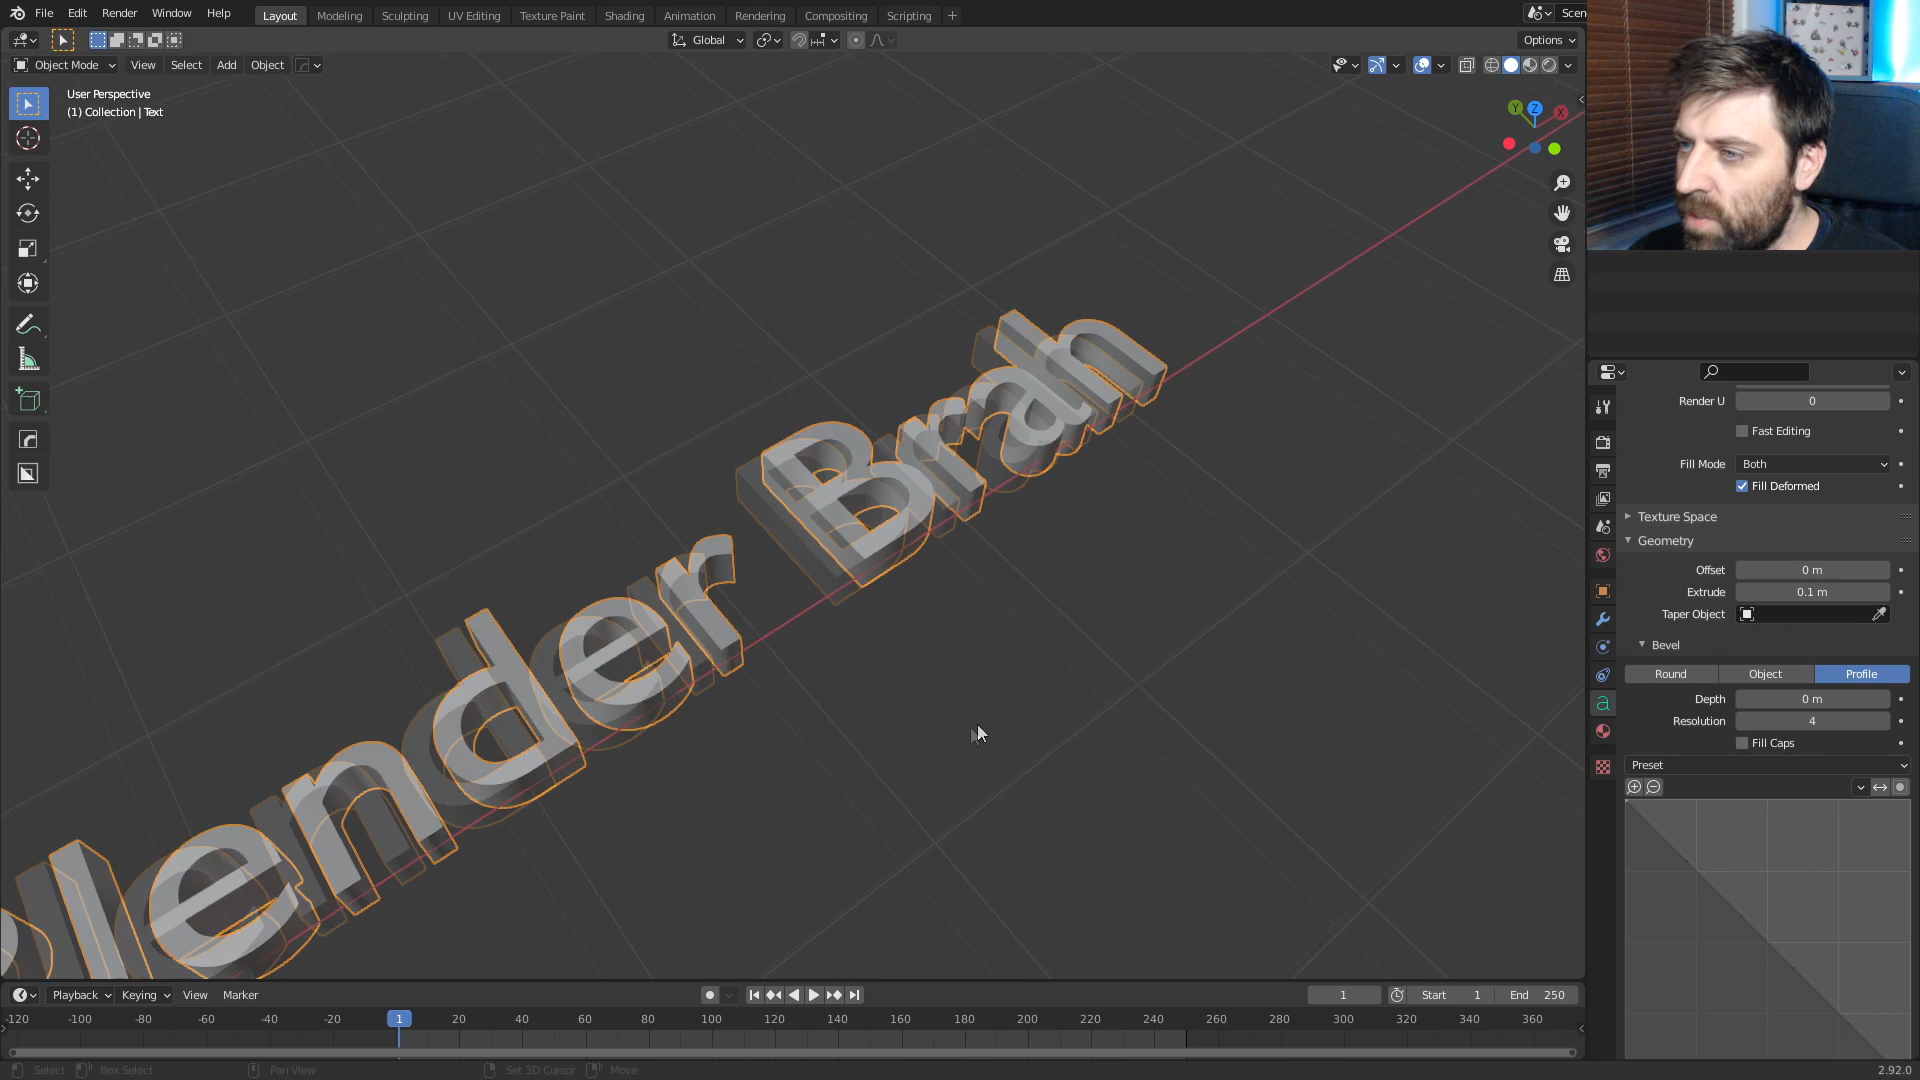 File Edit Render Window Help Layout Modeling Sculpting UV Editing Texture Paint Shading Animation Rendering Compositing Scripting + Scen
Global Options
Object Mode View Select Add Object
User Perspective
(1) Collection | Text
Y Z X
Blender Brrath
Render U 0
Fast Editing
Fill Mode Both
Fill Deformed
Texture Space
Geometry
Offset 0 m
Extrude 0.1 m
Taper Object
Bevel
Round Object Profile
Depth 0 m
Resolution 4
Fill Caps
Preset
Playback Keying View Marker 1 Start 1 End 250
-120 -100 -80 -60 -40 -20 1 20 40 60 80 100 120 140 160 180 200 220 240 260 280 300 320 340 360
Select Box Select Pan View Set 3D Cursor Move 2.92.0